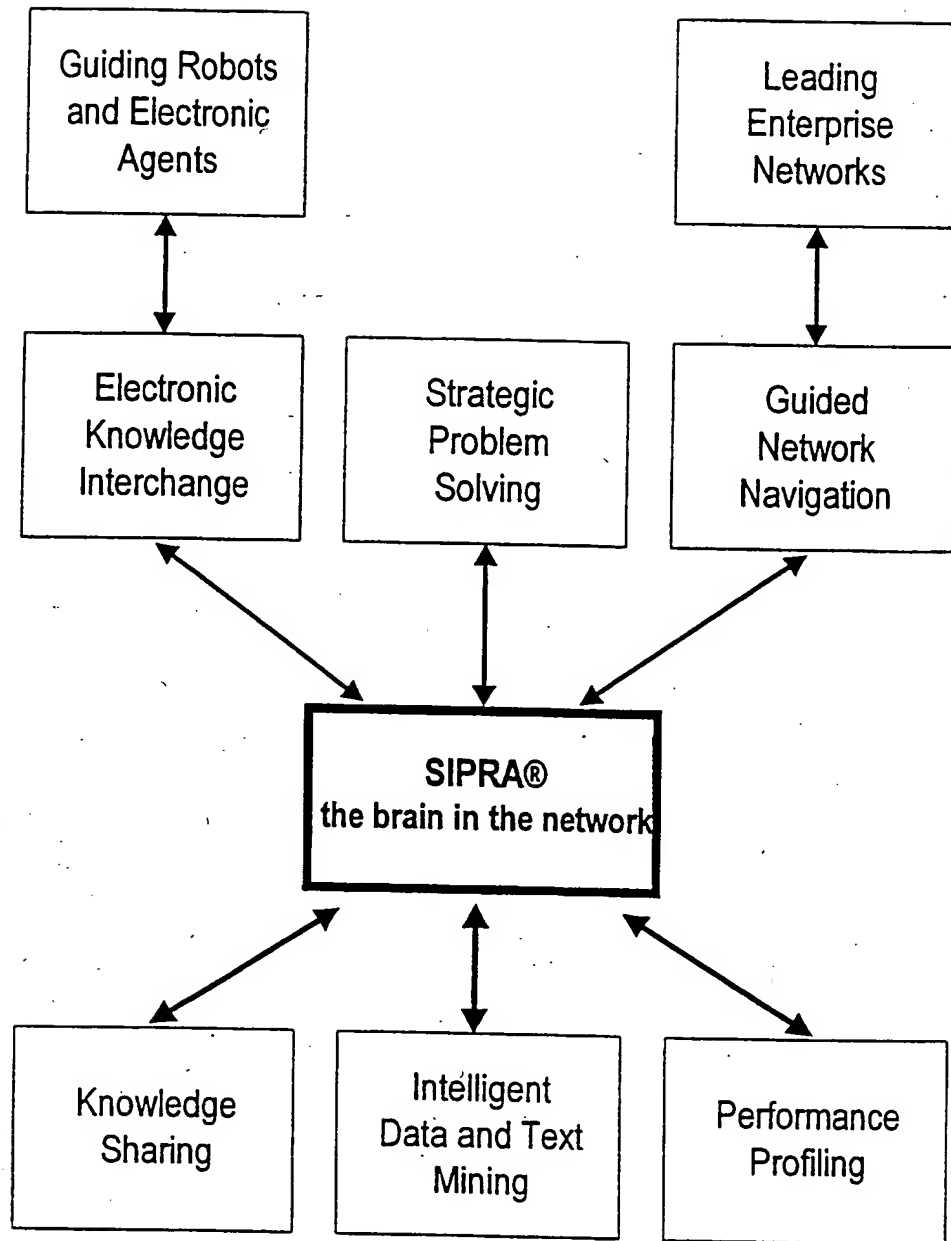 Guiding Robots
and Electronic
Agents
Leading
Enterprise
Networks
Electronic
Knowledge
Interchange
Strategic
Problem
Solving
Guided
Network
Navigation
SIPRA®
the brain in the network
Knowledge
Sharing
Intelligent
Data and Text
Mining
Performance
Profiling